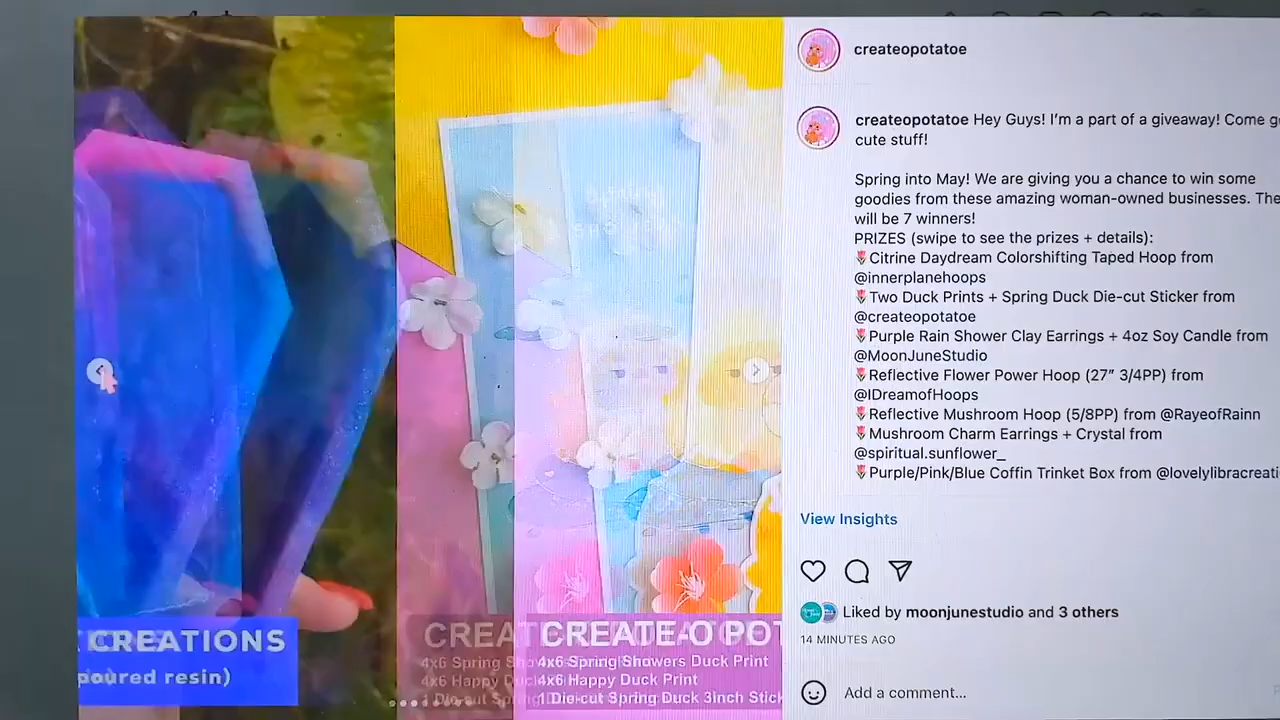 createopotatoe
createopotatoe Hey Guys! I'm a part of a giveaway! Come
cute stuff!
Spring into May! We are giving you a chance to win some
goodies from these amazing woman-owned businesses.
will be 7 winners!
PRIZES (swipe to see the prizes + details):
🌷Citrine Daydream Colorshifting Taped Hoop from
@innerplanehoops
🌷Two Duck Prints + Spring Duck Die-cut Sticker from
@createopotatoe
🌷Purple Rain Shower Clay Earrings + 4oz Soy Candle from
@MoonJuneStudio
🌷Reflective Flower Power Hoop (27” 3/4PP) from
@IDreamofHoops
🌷Reflective Mushroom Hoop (5/8PP) from @RayeofRainn
🌷Mushroom Charm Earrings + Crystal from
@spiritual.sunflower_
🌷Purple/Pink/Blue Coffin Trinket Box from
View Insights
Liked by moonjunestudio and 3 others
14 MINUTES AGO
Add a comment...
CREATIONS
poured resin)
CREATE-O POT
4x6 Spring Showers Duck Print
4x6 Happy Duck Print
1 Die-cut Spring Duck 3inch Stick